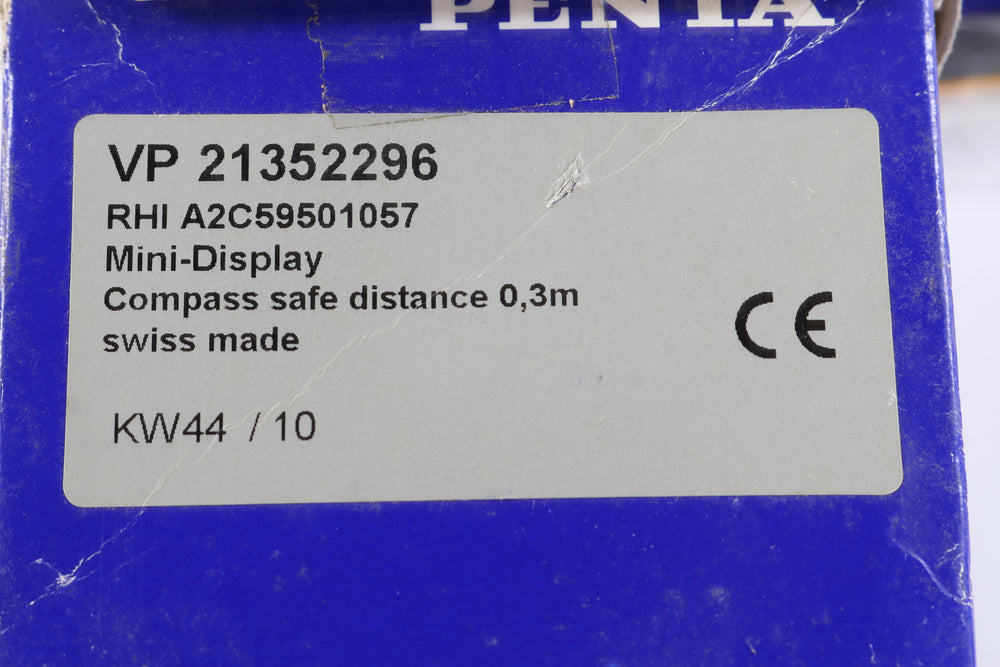 PENTA
VP 21352296
RHI A2C59501057
Mini-Display
Compass safe distance 0,3m
swiss made
CE
KW44 / 10